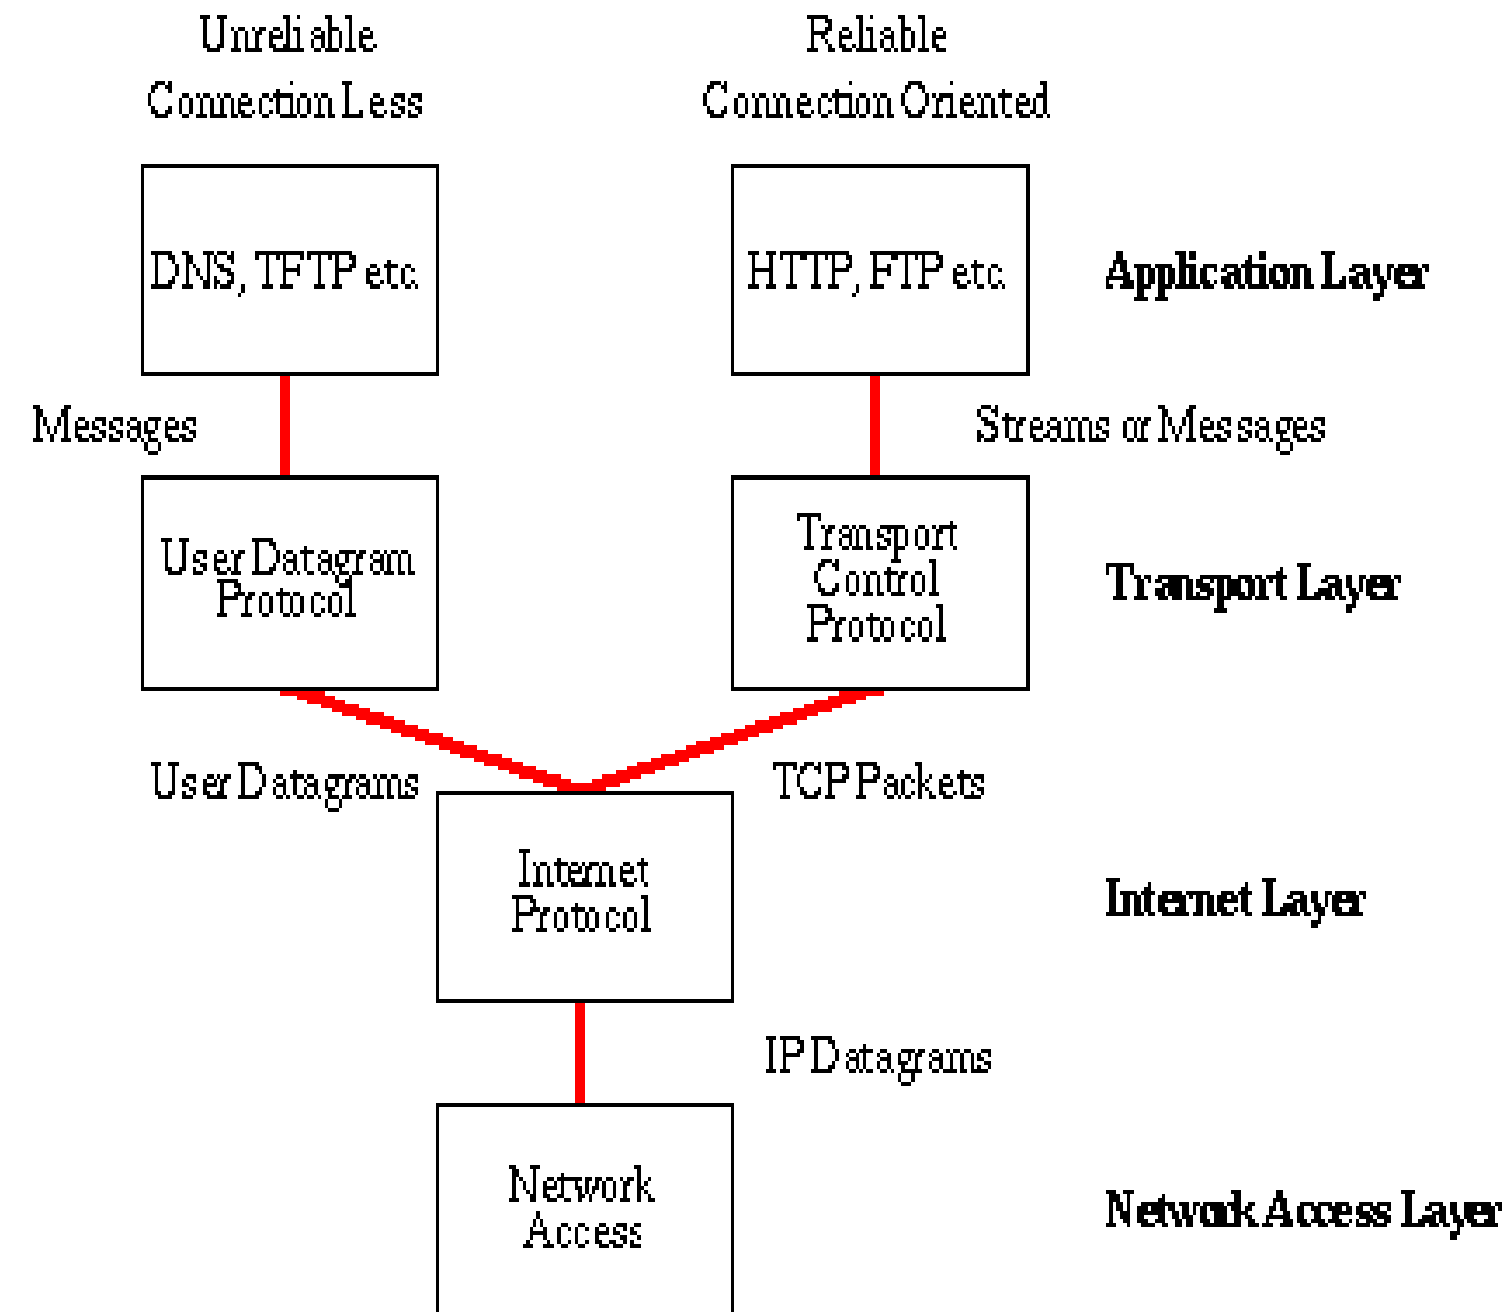 Unreliable
Connection Less
Reliable
Connection Oriented
DNS, TFTP etc.
HTTP, FTP etc.
Application Layer
Messages
Streams or Messages
User Datagram
Protocol
Transport
Control
Protocol
Transport Layer
User Datagrams
TCP Packets
Internet
Protocol
Internet Layer
IP Datagrams
Network
Access
Network Access Layer